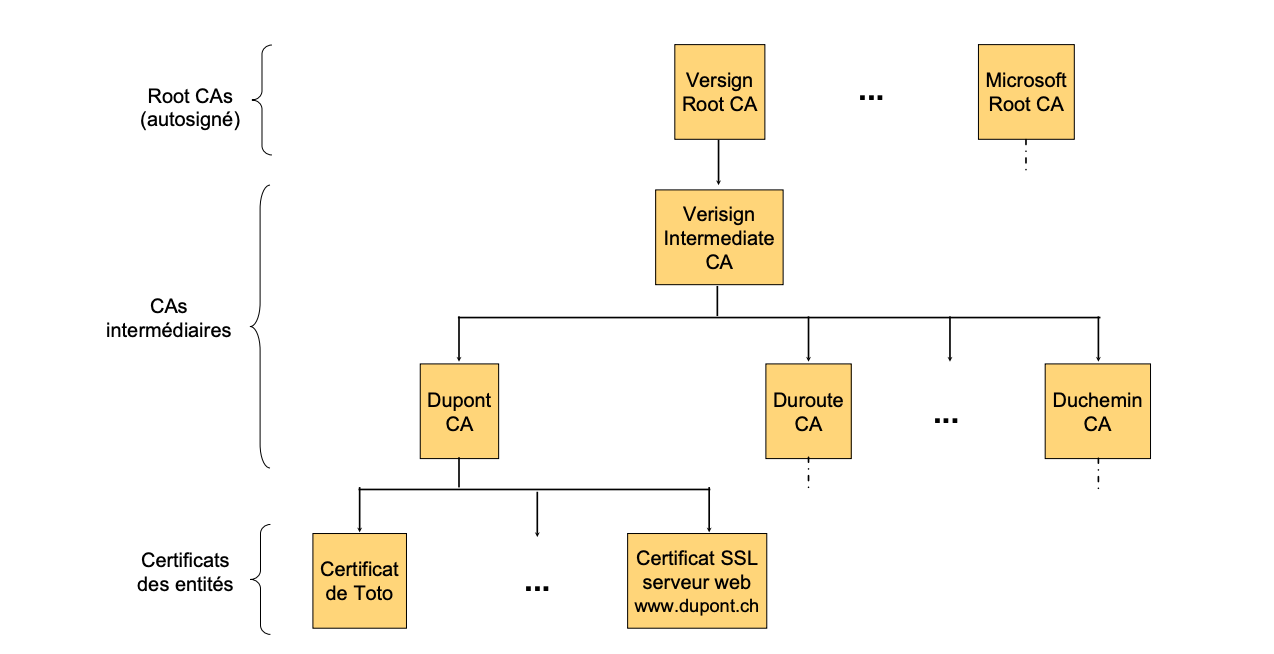 Root CAs
(autosigné)
Versign
Root CA
...
Microsoft
Root CA
CAs
intermédiaires
Verisign
Intermediate
CA
Dupont
CA
Duroute
CA
...
Duchemin
CA
Certificats
des entités
Certificat
de Toto
...
Certificat SSL
serveur web
www.dupont.ch